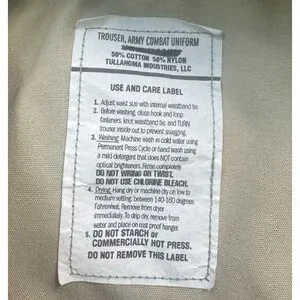 TROUSER, ARMY COMBAT UNIFORM
50% COTTON 50% NYLON
TULLAHOMA INDUSTRIES, LLC
USE AND CARE LABEL
1. Adjust waist size with internal waistband tie.
2. Before washing, close hook and loop
fasteners, knot waistband tie, and TURN
trouser inside out to prevent snagging.
3. Washing: Machine wash in cold water using
Permanent Press Cycle or hand wash using
a mild detergent that does NOT contain
optical brighteners. Rinse completely.
DO NOT WRING OR TWIST.
DO NOT USE CHLORINE BLEACH.
4. Drying: Hang dry or machine dry on low to
medium setting, between 140-160 degrees
Fahrenheit. Remove from dryer
immediately. To drip dry, remove from
water and place on rust proof hanger.
5. DO NOT STARCH or
COMMERCIALLY HOT PRESS.
DO NOT REMOVE THIS LABEL